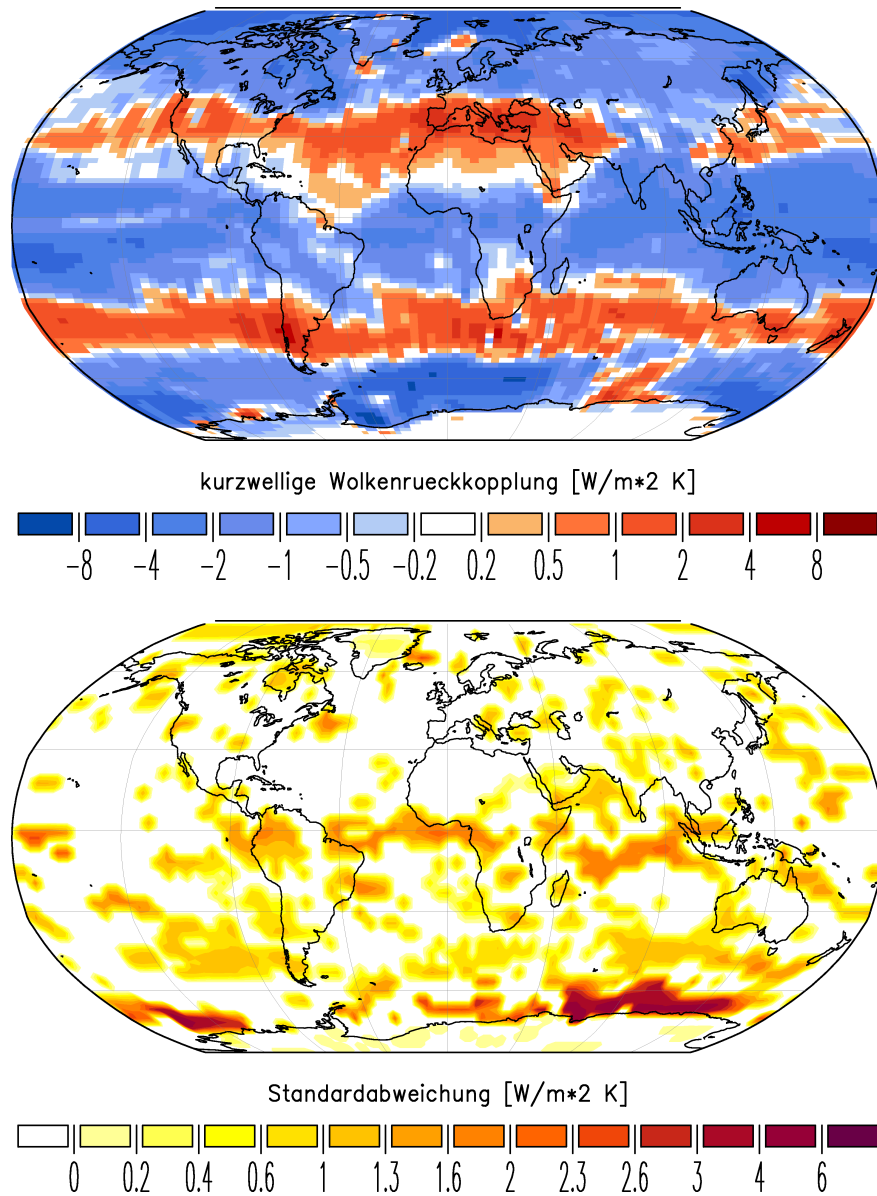 kurzwellige Wolkenrueckkopplung [W/m*2 K]
-8 -4 -2 -1 -0.5 -0.2 0.2 0.5 1 2 4 8
Standardabweichung [W/m*2 K]
0 0.2 0.4 0.6 1 1.3 1.6 2 2.3 2.6 3 4 6